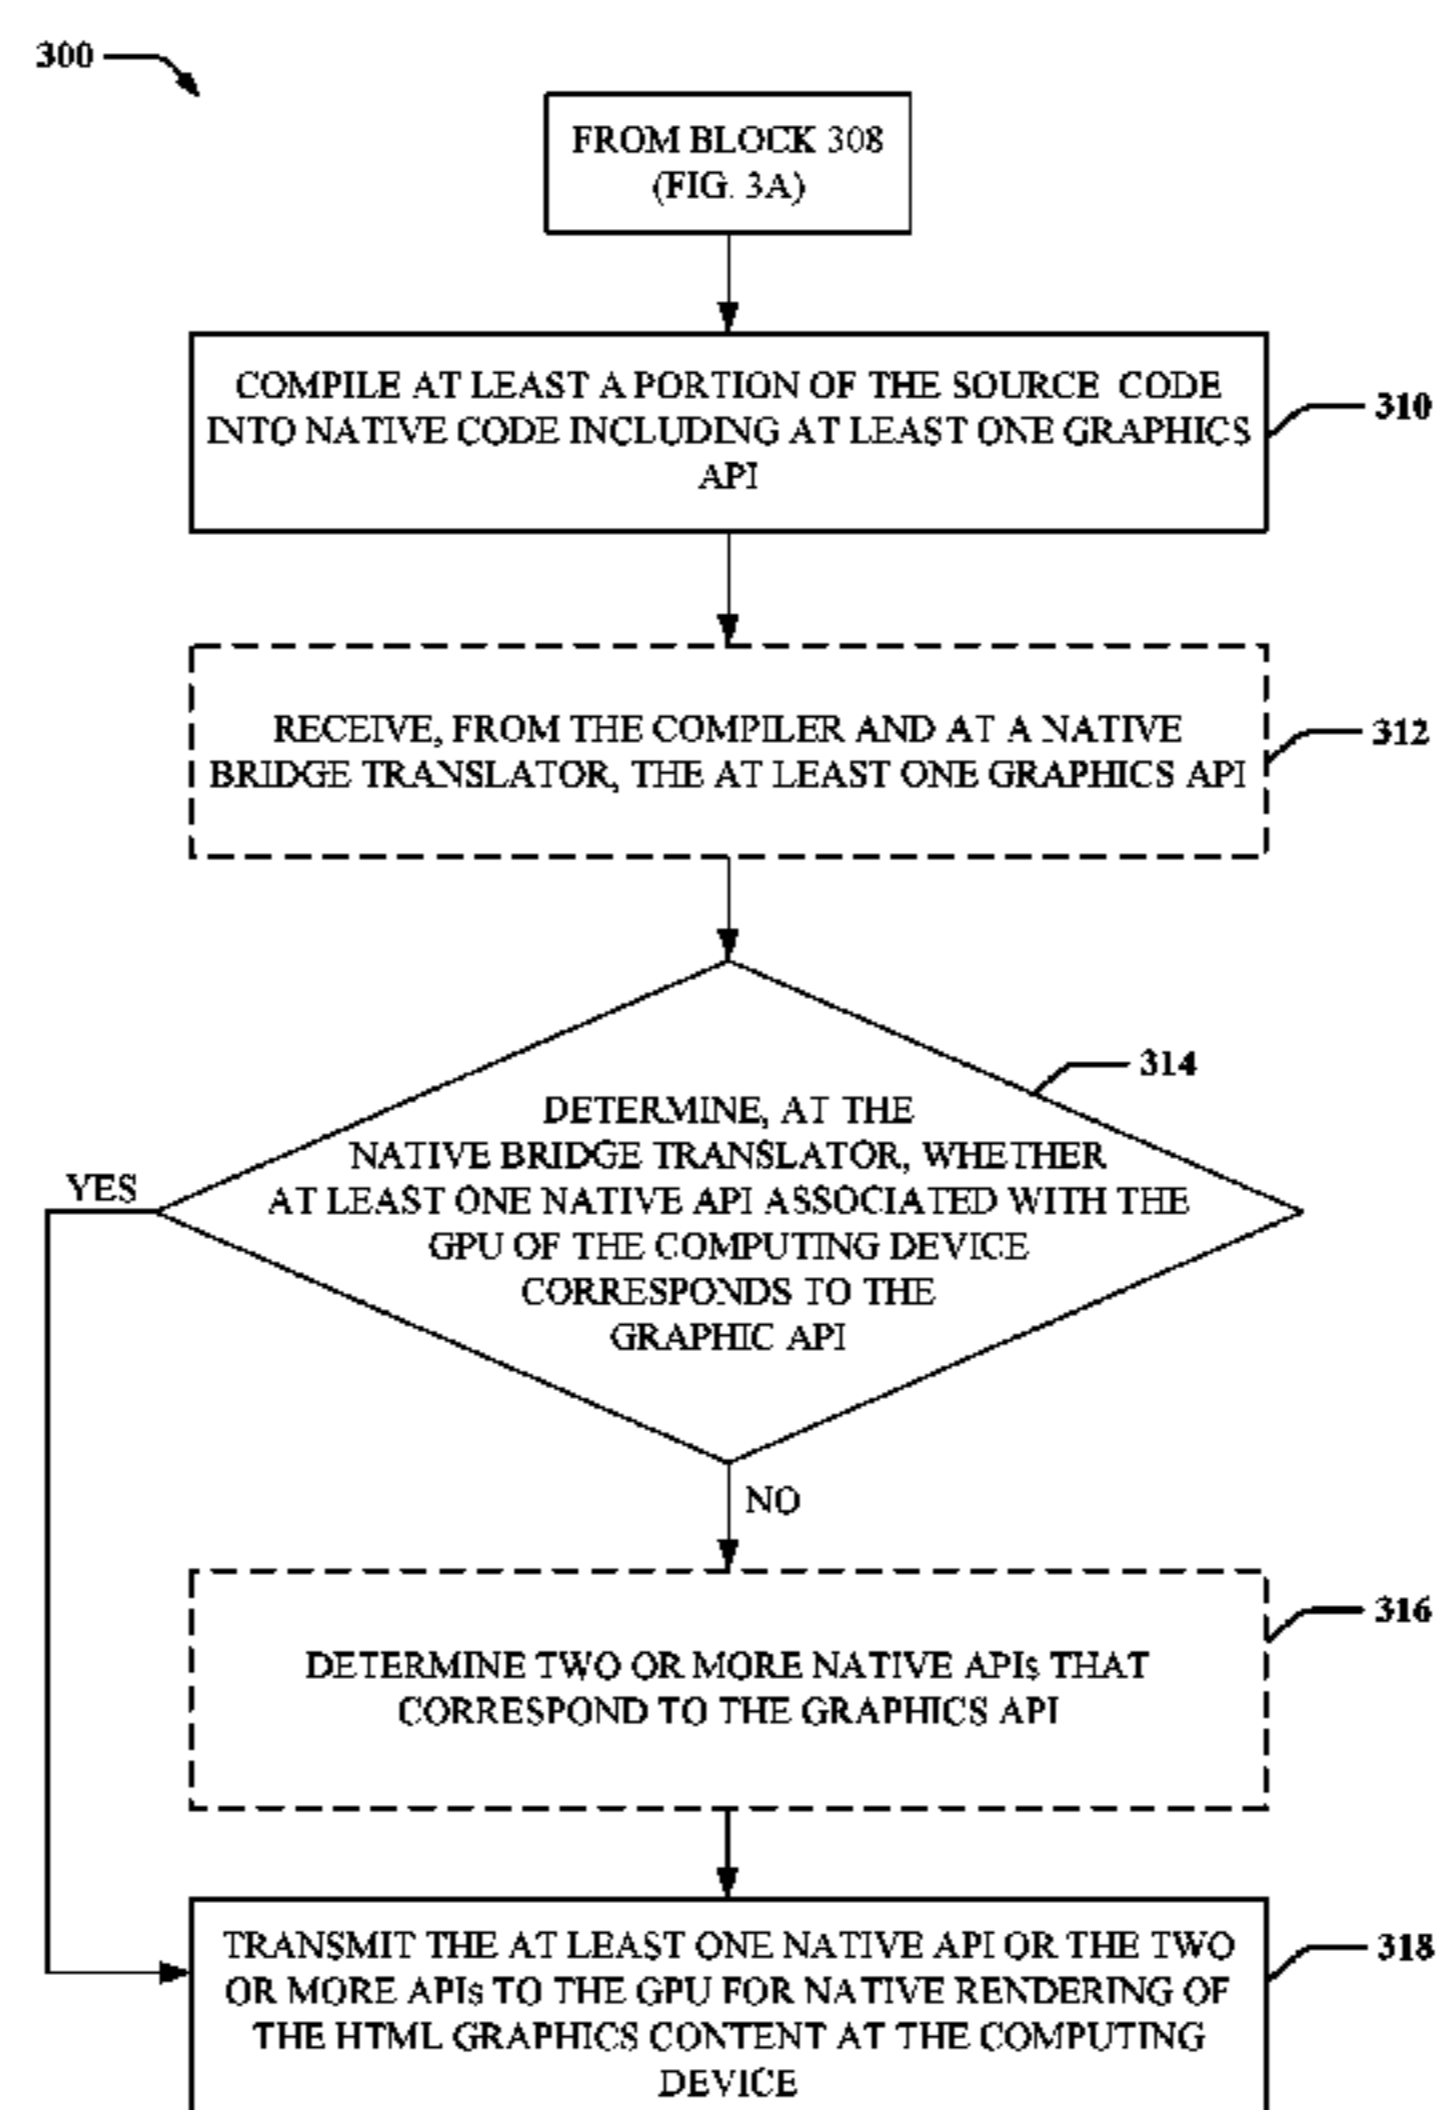 300
FROM BLOCK 308
(FIG. 3A)
COMPILE AT LEAST A PORTION OF THE SOURCE CODE
INTO NATIVE CODE INCLUDING AT LEAST ONE GRAPHICS
API
310
RECEIVE, FROM THE COMPILER AND AT A NATIVE
BRIDGE TRANSLATOR, THE AT LEAST ONE GRAPHICS API
312
314
DETERMINE, AT THE
NATIVE BRIDGE TRANSLATOR, WHETHER
AT LEAST ONE NATIVE API ASSOCIATED WITH THE
GPU OF THE COMPUTING DEVICE
CORRESPONDS TO THE
GRAPHIC API
YES
NO
316
DETERMINE TWO OR MORE NATIVE APIs THAT
CORRESPOND TO THE GRAPHICS API
TRANSMIT THE AT LEAST ONE NATIVE API OR THE TWO
OR MORE APIs TO THE GPU FOR NATIVE RENDERING OF
THE HTML GRAPHICS CONTENT AT THE COMPUTING
DEVICE
318